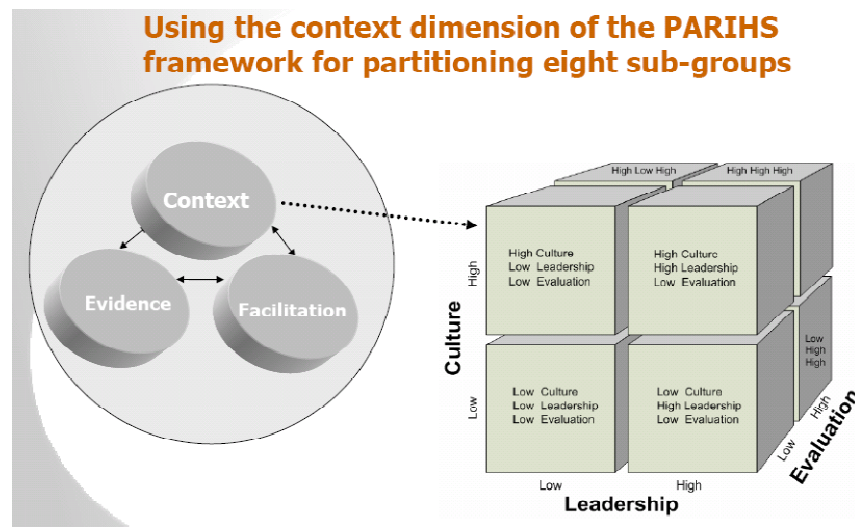 Using the context dimension of the PARIHS
framework for partitioning eight sub-groups
Context
Evidence
Facilitation
High Low High
High High High
High Culture
Low Leadership
Low Evaluation
High Culture
High Leadership
Low Evaluation
Low Culture
Low Leadership
Low Evaluation
Low Culture
High Leadership
Low Evaluation
Low
High
High
High
Low
Culture
Low
High
Leadership
Low
High
Evaluation